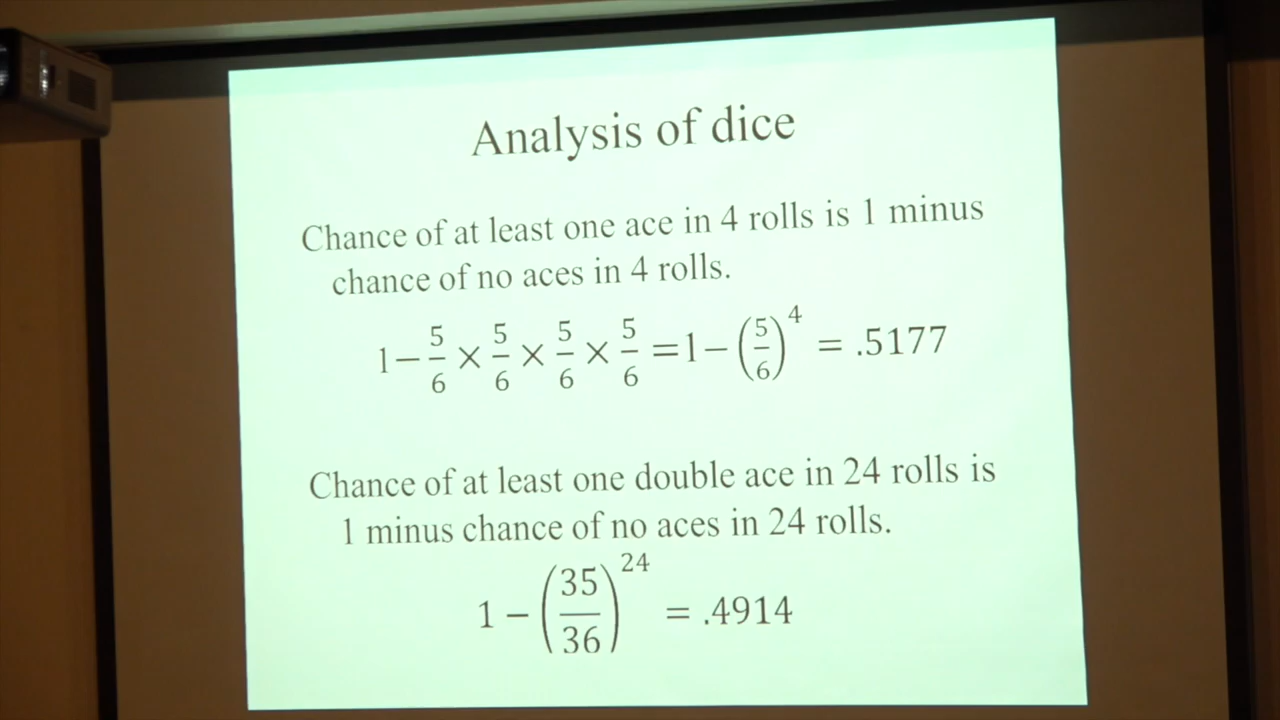 Analysis of dice
Chance of at least one ace in 4 rolls is 1 minus
chance of no aces in 4 rolls.
1 − 5/6 × 5/6 × 5/6 × 5/6 = 1 − (5/6)^4 = .5177
Chance of at least one double ace in 24 rolls is
1 minus chance of no aces in 24 rolls.
1 − (35/36)^24 = .4914